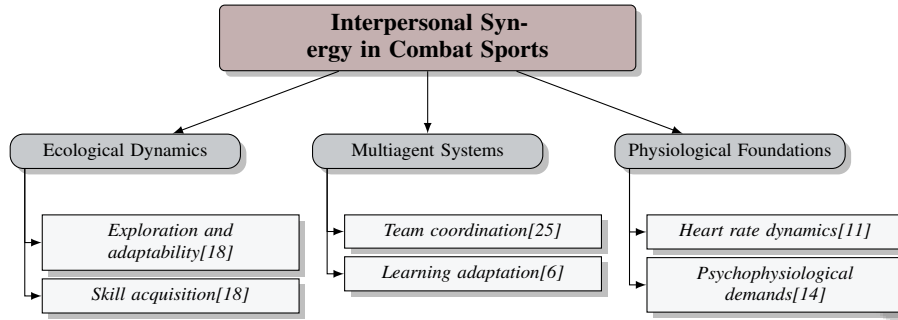 Interpersonal Syn-
ergy in Combat Sports
Ecological Dynamics
Multiagent Systems
Physiological Foundations
Exploration and
adaptability[18]
Skill acquisition[18]
Team coordination[25]
Learning adaptation[6]
Heart rate dynamics[11]
Psychophysiological
demands[14]